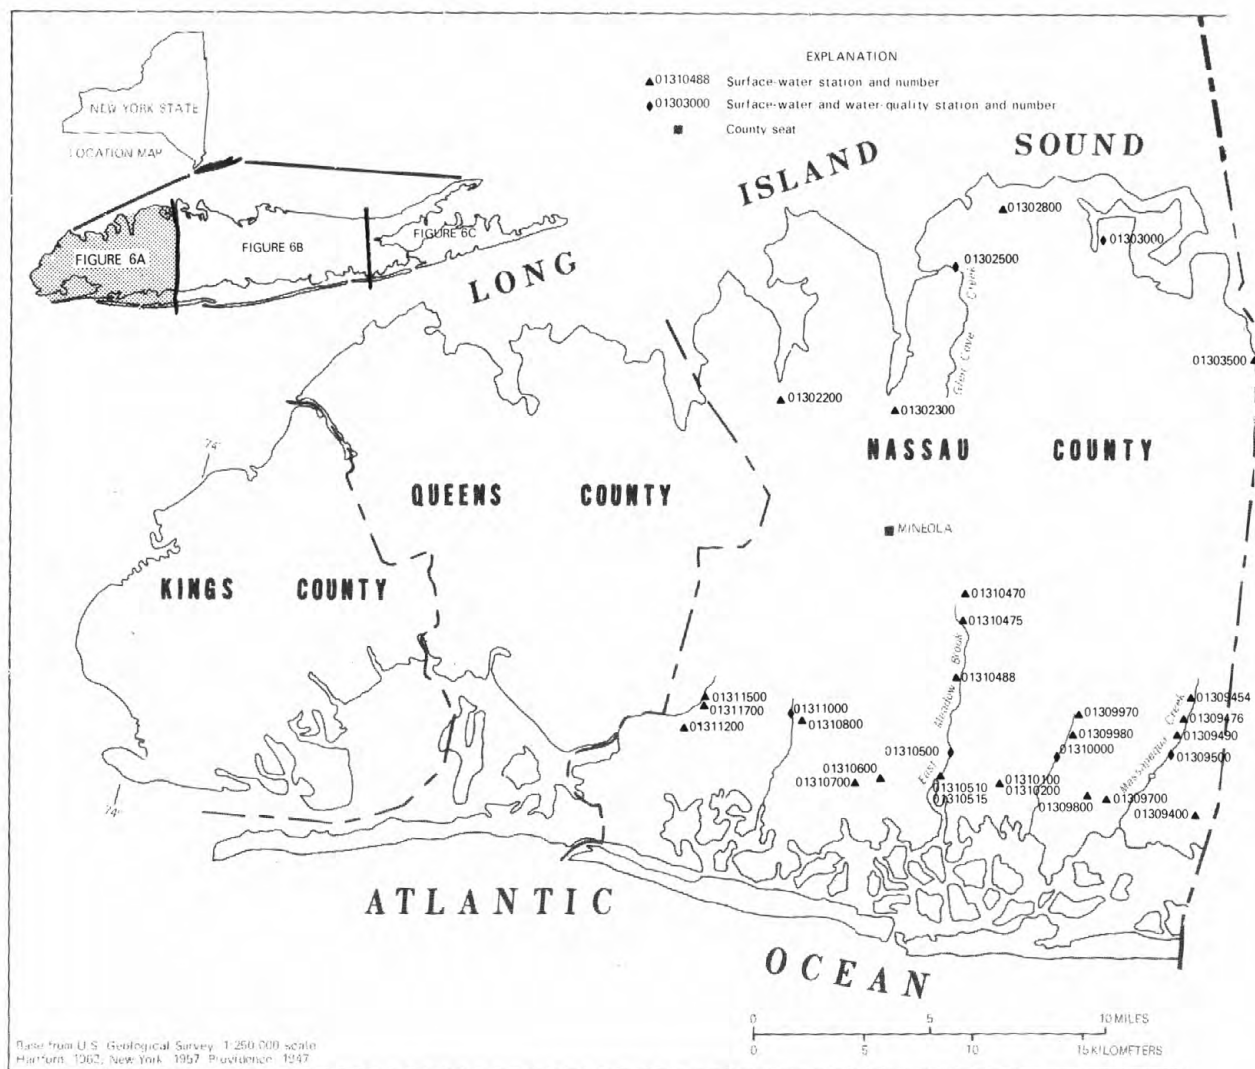 EXPLANATION
01310488 Surface-water station and number
01303000 Surface-water and water-quality station and number
County seat
NEW YORK STATE
LOCATION MAP
FIGURE 6A
FIGURE 6B
FIGURE 6C
LONG ISLAND SOUND
01302800
01303000
01302500
Glen Cove Creek
01303500
01302200
01302300
NASSAU COUNTY
QUEENS COUNTY
KINGS COUNTY
74°
MINEOLA
01310470
01310475
East Meadow Brook
01310488
01311500
01311700
01311200
01311000
01310800
01309970
01309980
01310000
01309454
01309476
01309490
01309500
Massapequa Creek
01310500
01310600
01310700
01310510
01310515
01310100
01310200
01309800
01309700
01309400
74°
ATLANTIC OCEAN
0 5 10 MILES
0 5 10 15 KILOMETERS
Base from U.S. Geological Survey 1:250,000 scale
Hartford, 1962; New York, 1957; Providence, 1947